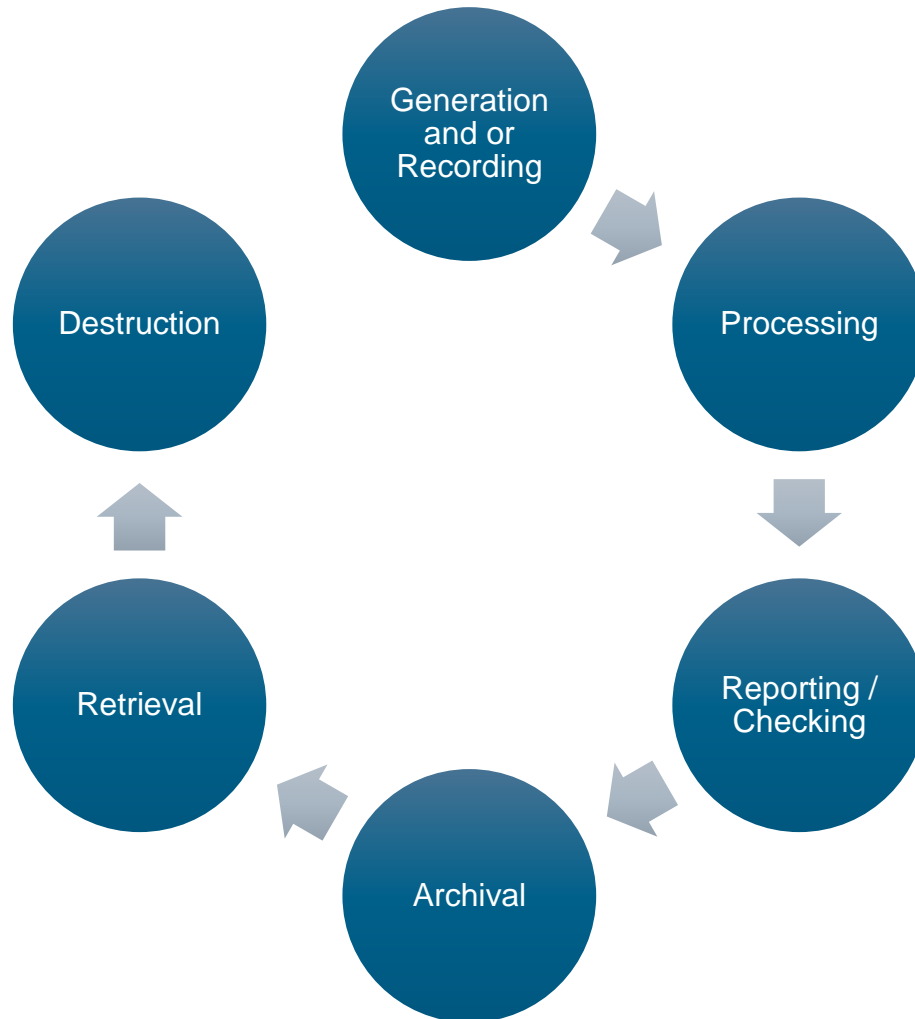 Generation
and or
Recording
Processing
Reporting /
Checking
Archival
Retrieval
Destruction